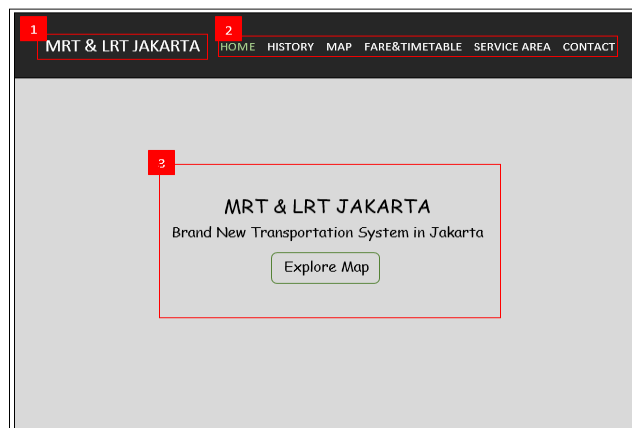 1
2
MRT & LRT JAKARTA HOME HISTORY MAP FARE&TIMETABLE SERVICE AREA CONTACT
3
MRT & LRT JAKARTA
Brand New Transportation System in Jakarta
Explore Map